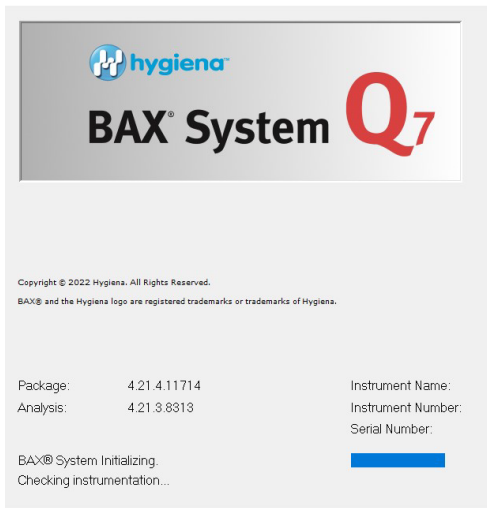 hygiena™
BAX® System Q7
Copyright © 2022 Hygiena. All Rights Reserved.
BAX® and the Hygiena logo are registered trademarks or trademarks of Hygiena.
Package: 4.21.4.11714 Instrument Name:
Analysis: 4.21.3.8313 Instrument Number:
Serial Number:
BAX® System Initializing.
Checking instrumentation...